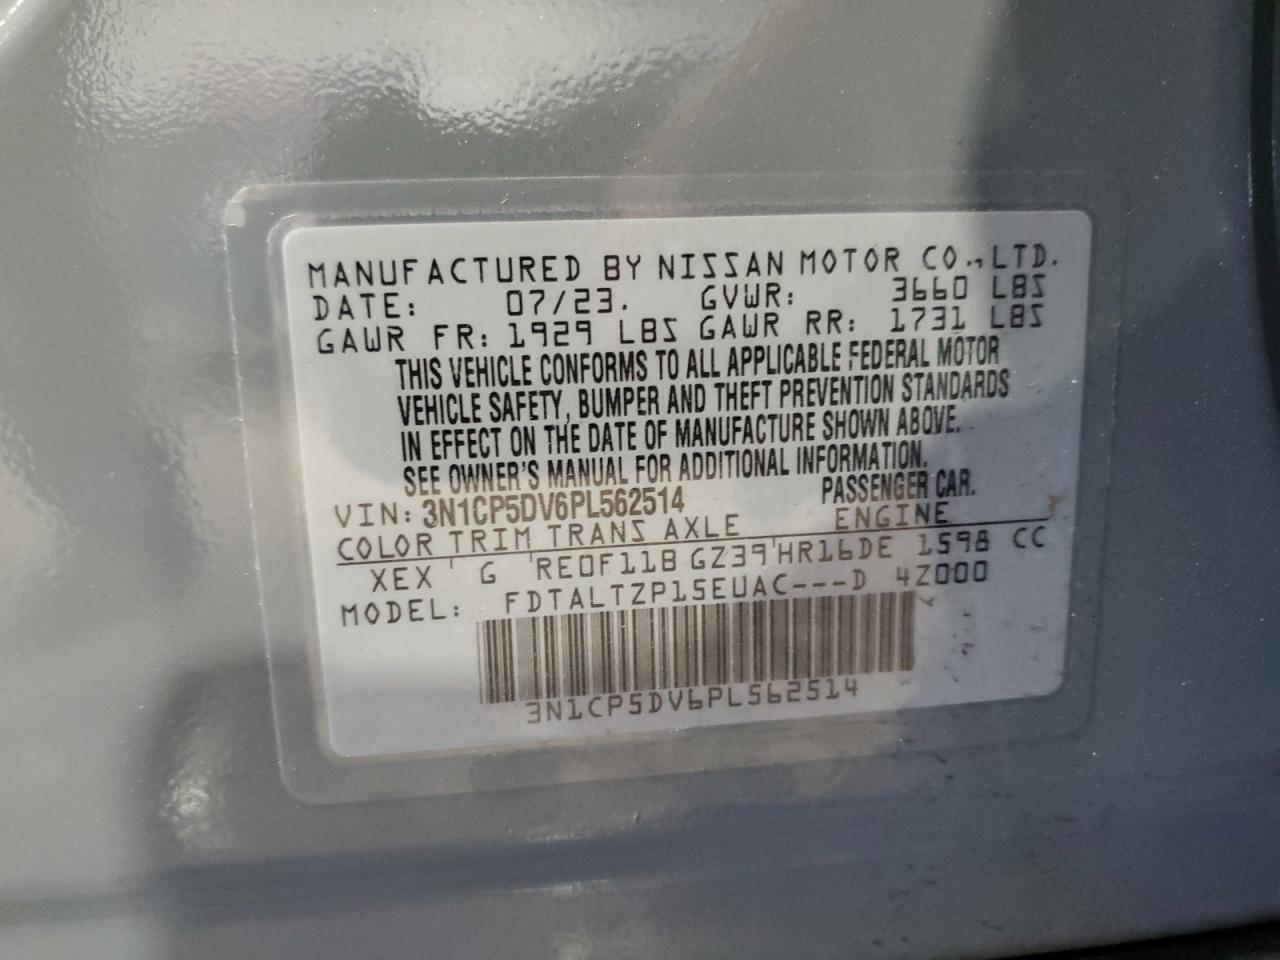 MANUFACTURED BY NISSAN MOTOR CO., LTD.
DATE: 07/23. GVWR: 3660 LBS
GAWR FR: 1929 LBS GAWR RR: 1731 LBS
THIS VEHICLE CONFORMS TO ALL APPLICABLE FEDERAL MOTOR
VEHICLE SAFETY, BUMPER AND THEFT PREVENTION STANDARDS
IN EFFECT ON THE DATE OF MANUFACTURE SHOWN ABOVE.
SEE OWNER'S MANUAL FOR ADDITIONAL INFORMATION.
VIN: 3N1CP5DV6PL562514 PASSENGER CAR.
COLOR TRIM TRANS AXLE ENGINE
XEX G RE0F11B GZ39 HR16DE 1598 CC
MODEL: FDTALTZP15EUAC---D 4Z000
3N1CP5DV6PL562514